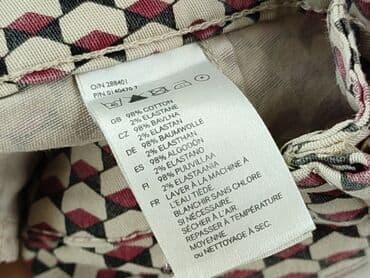 O/N 288401
P/N 0140470 7
GB 98% COTTON
2% ELASTANE
CZ 98% BAVLNA
2% ELASTAN
DE 98% BAUMWOLLE
2% ELASTHAN
ES 98% ALGODÓN
2% ELASTANO
FI 98% PUUVILLAA
2% ELASTAANIA
FR LAVER À LA MACHINE À
L'EAU TIÈDE.
BLANCHIR SANS CHLORE
SI NÉCESSAIRE.
SÉCHER À L'AIR.
REPASSER À TEMPÉRATURE
MOYENNE.
ou NETTOYAGE À SEC.